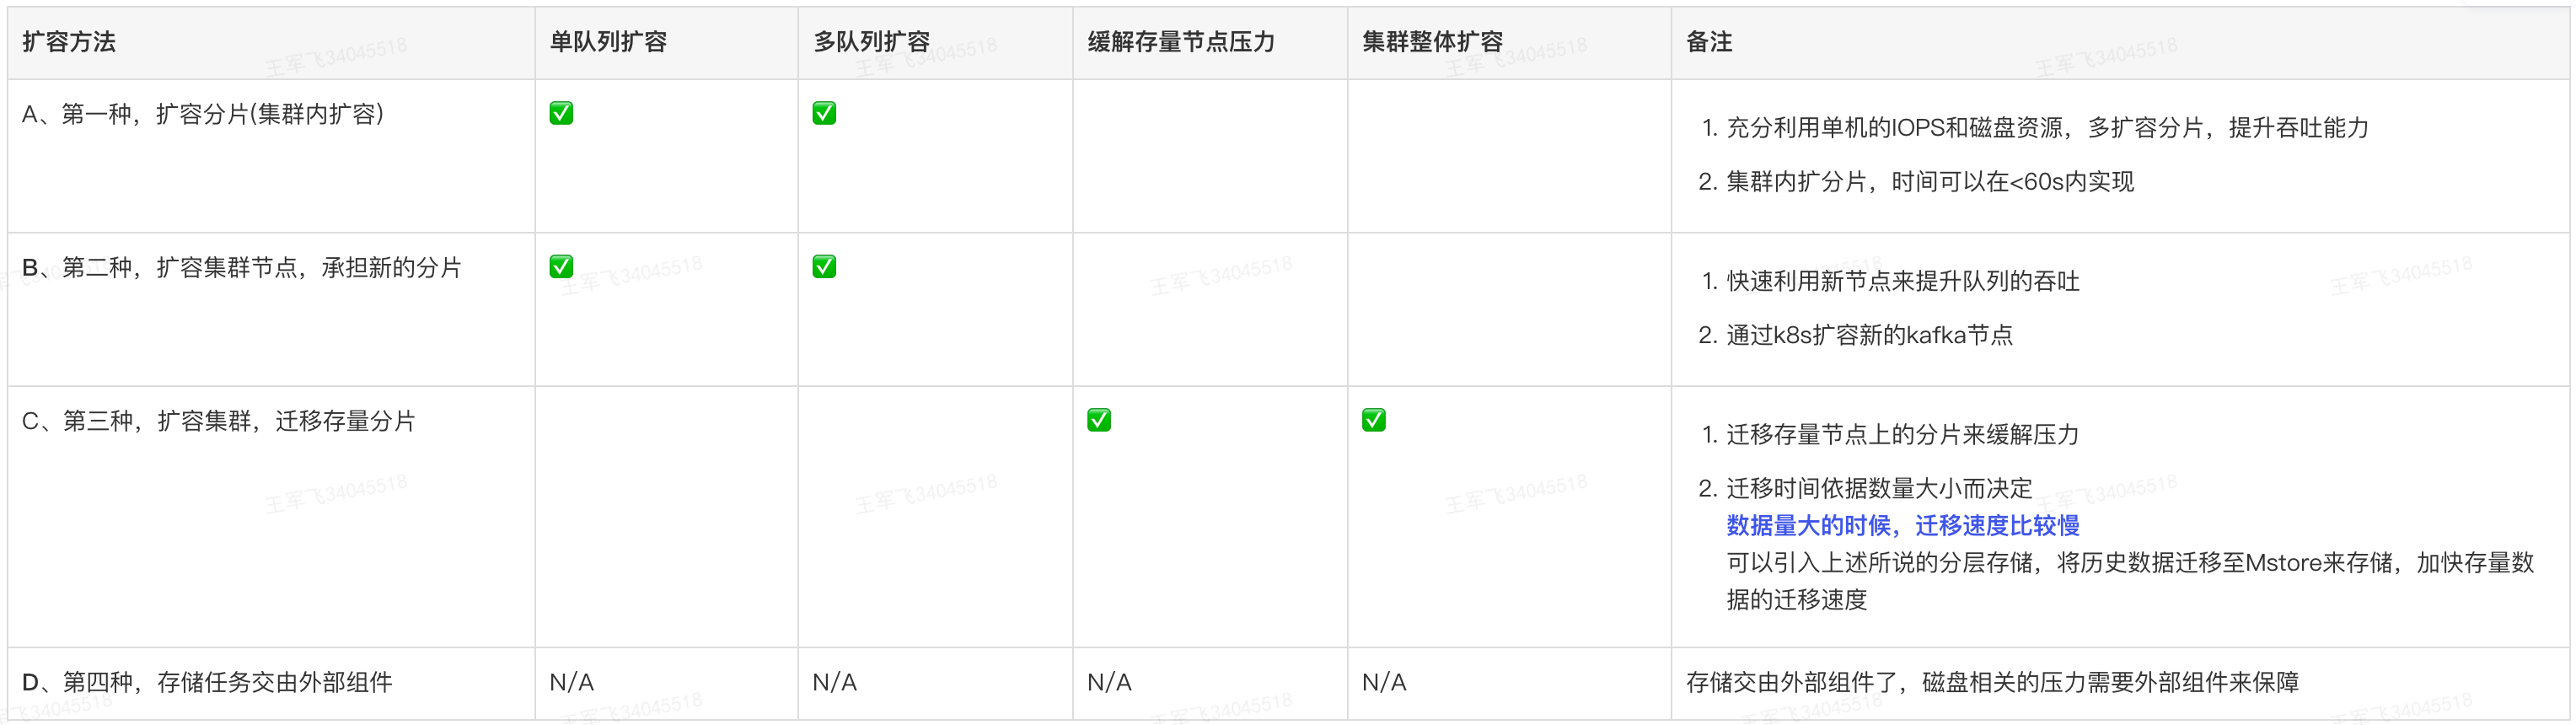 扩容方法 单队列扩容 多队列扩容 缓解存量节点压力 集群整体扩容 备注
A、第一种，扩容分片(集群内扩容) ✅ ✅
1. 充分利用单机的IOPS和磁盘资源，多扩容分片，提升吞吐能力
2. 集群内扩分片，时间可以在<60s内实现
B、第二种，扩容集群节点，承担新的分片 ✅ ✅
1. 快速利用新节点来提升队列的吞吐
2. 通过k8s扩容新的kafka节点
C、第三种，扩容集群，迁移存量分片 ✅ ✅
1. 迁移存量节点上的分片来缓解压力
2. 迁移时间依据数量大小而决定
数据量大的时候，迁移速度比较慢
可以引入上述所说的分层存储，将历史数据迁移至Mstore来存储，加快存量数
据的迁移速度
D、第四种，存储任务交由外部组件 N/A N/A N/A N/A 存储交由外部组件了，磁盘相关的压力需要外部组件来保障
王军飞34045518